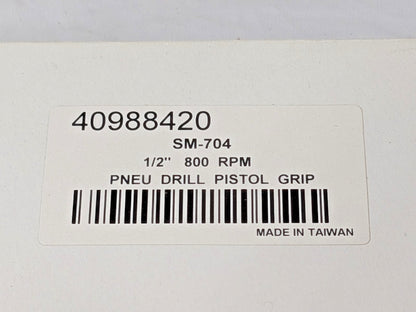 40988420
SM-704
1/2" 800 RPM
PNEU DRILL PISTOL GRIP
MADE IN TAIWAN